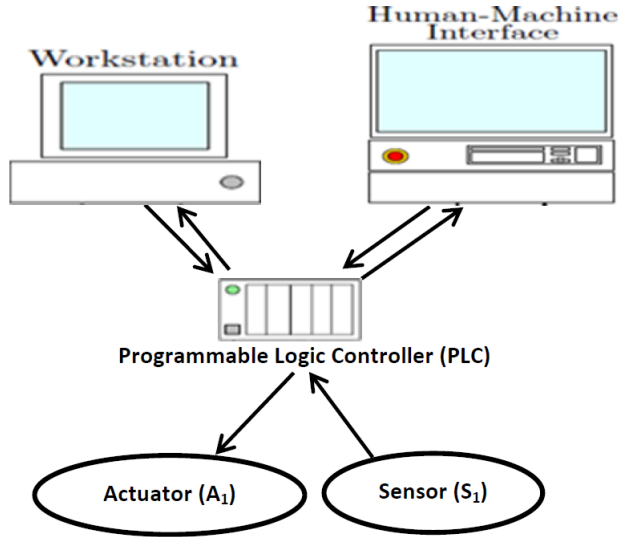 Human-Machine
Interface
Workstation
Programmable Logic Controller (PLC)
Actuator (A₁)
Sensor (S₁)